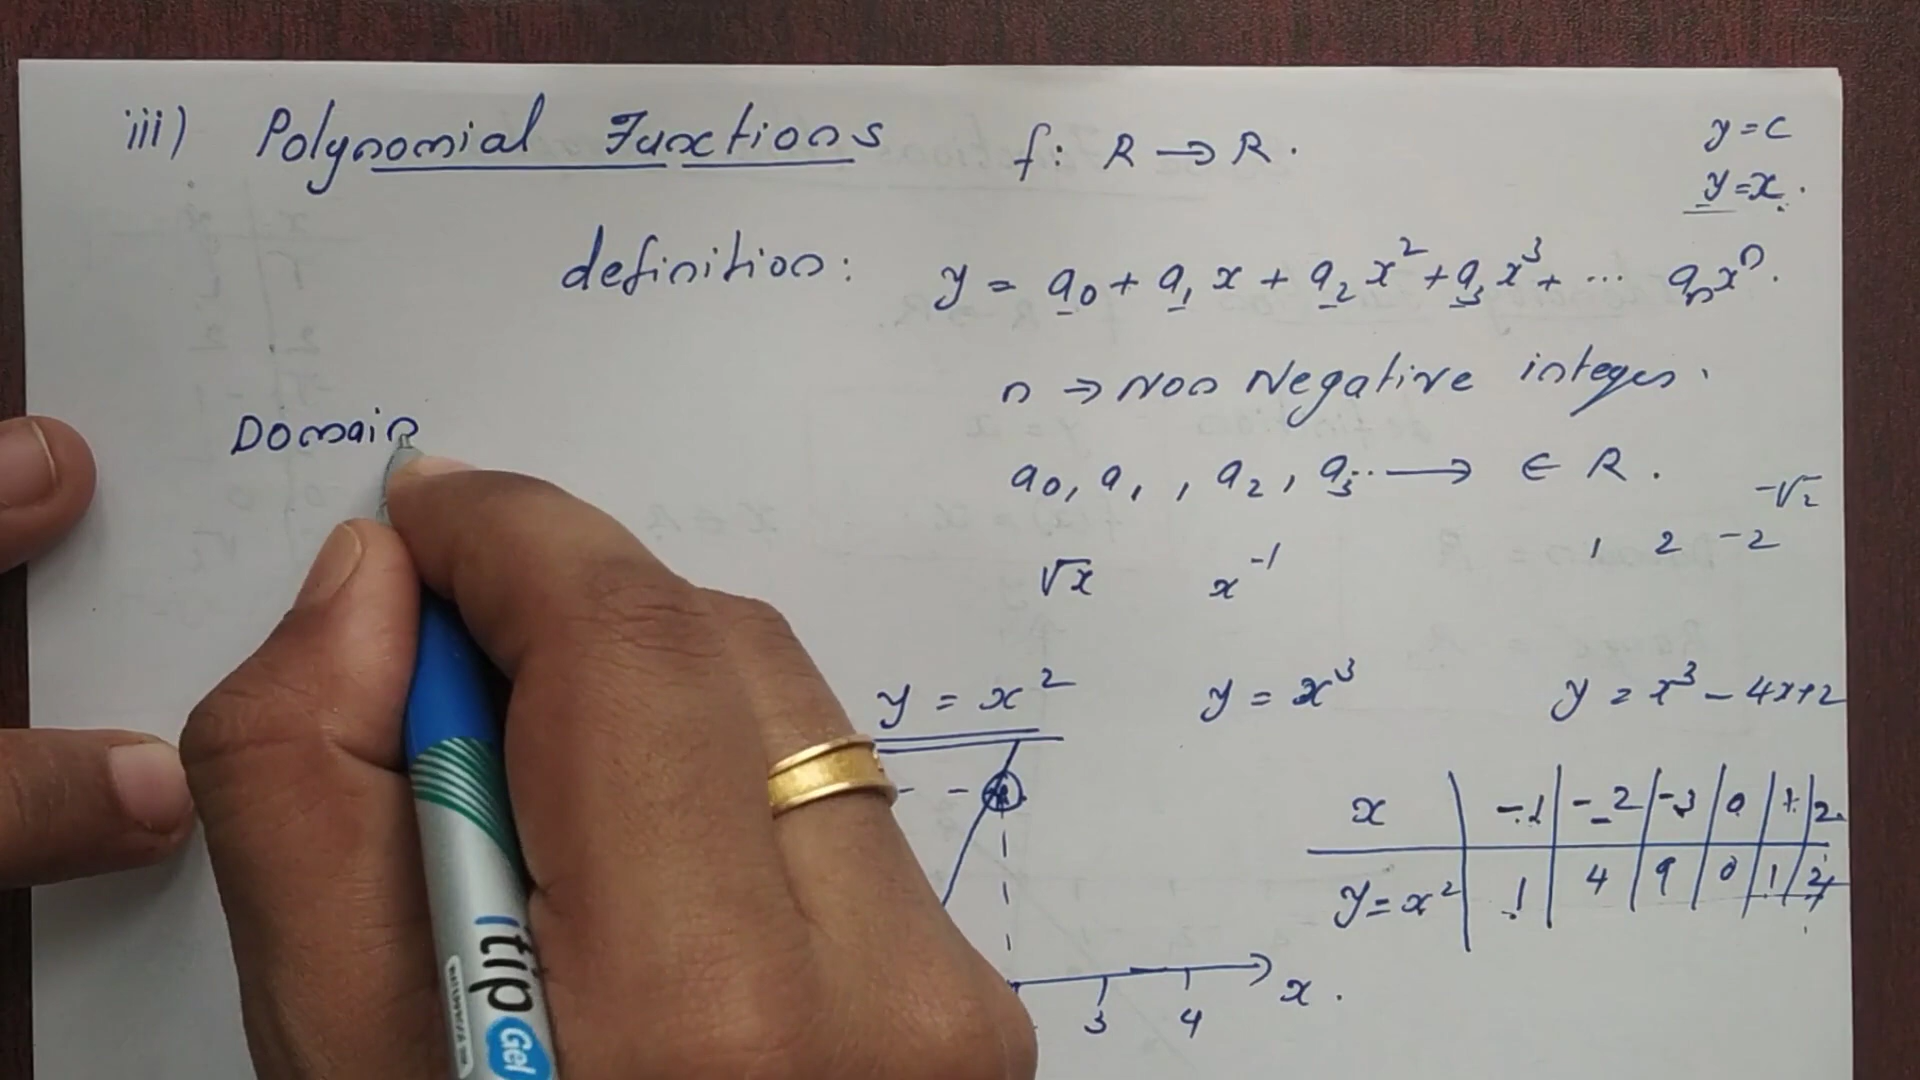 iii) Polynomial Functions f: R → R.
y = c
y = x.
definition: y = a₀ + a₁ x + a₂ x² + a₃ x³ + ... aₙxⁿ.
n ⇒ Non Negative integer.
Domain
a₀, a₁, a₂, a₃.. → ∈ R.
-√2
1 2 -2
√x x⁻¹
y = x² y = x³ y = x³ - 4x+2
x -1 -2 -3 0 1 2
y = x² 1 4 9 0 1 4
x.
3 4
itip
Gel